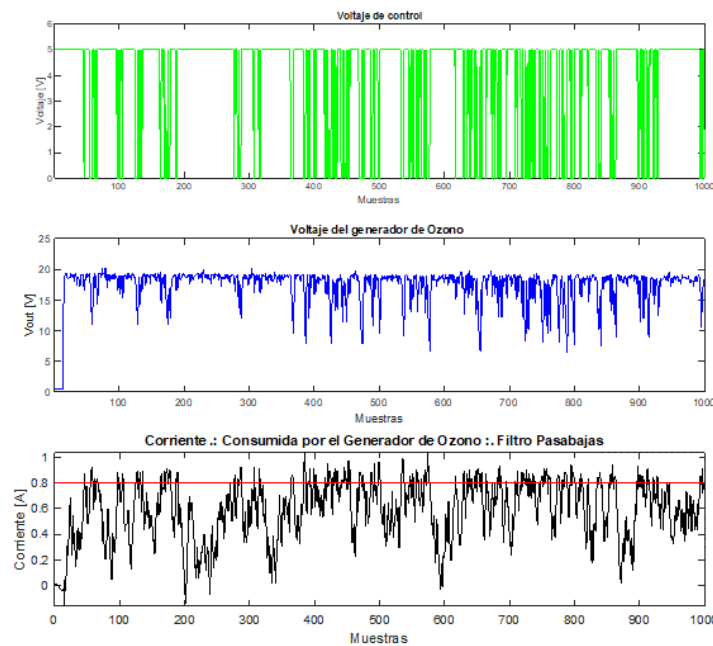 Voltaje de control
6
5
4
3
2
1
0
Voltaje [V]
100 200 300 400 500 600 700 800 900 1000
Muestras
Voltaje del generador de Ozono
25
20
15
10
5
0
Vout [V]
100 200 300 400 500 600 700 800 900 1000
Muestras
Corriente .: Consumida por el Generador de Ozono :. Filtro Pasabajas
1
0.8
0.6
0.4
0.2
0
Corriente [A]
0 100 200 300 400 500 600 700 800 900 1000
Muestras